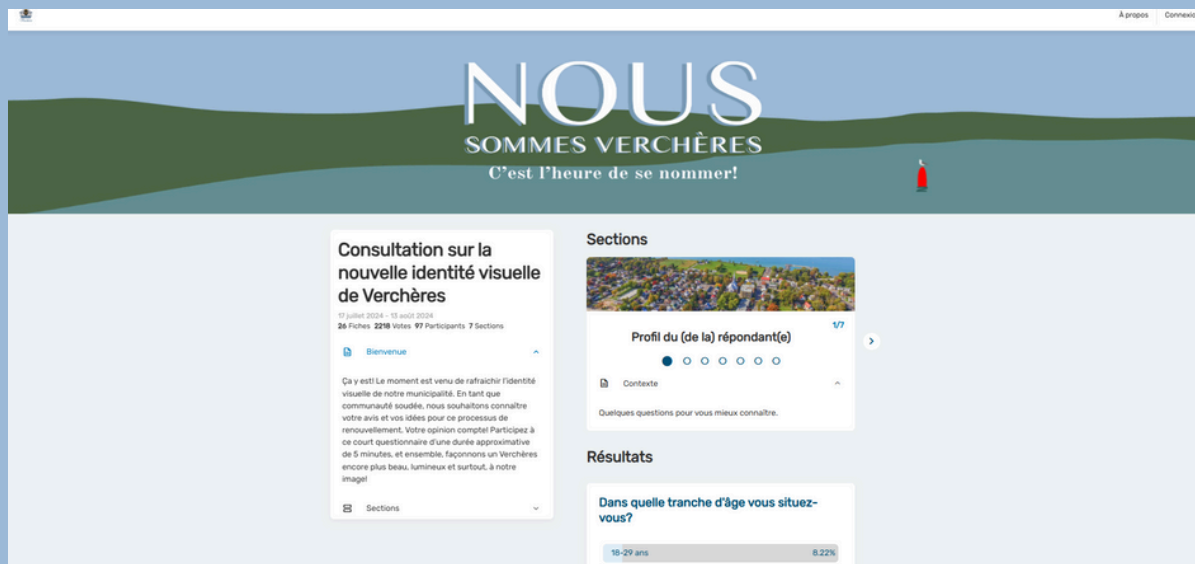 À propos
NOUS
SOMMES VERCHÈRES
C'est l'heure de se nommer!
Consultation sur la
nouvelle identité visuelle
de Verchères
17 juillet 2024 - 13 août 2024
26 Fiches 2218 Votes 97 Participants 7 Sections
Bienvenue
Ça y est! Le moment est venu de rafraichir l'identité
visuelle de notre municipalité. En tant que
communauté soudée, nous souhaitons connaître
votre avis et vos idées pour ce processus de
renouvellement. Votre opinion compte! Participez à
ce court questionnaire d'une durée approximative
de 5 minutes, et ensemble, façonnons un Verchères
encore plus beau, lumineux et surtout, à notre
image!
Sections
Sections
1/7
Profil du (de la) répondant(e)
Contexte
Quelques questions pour vous mieux connaître.
Résultats
Dans quelle tranche d'âge vous situez-
vous?
18-29 ans 8.22%